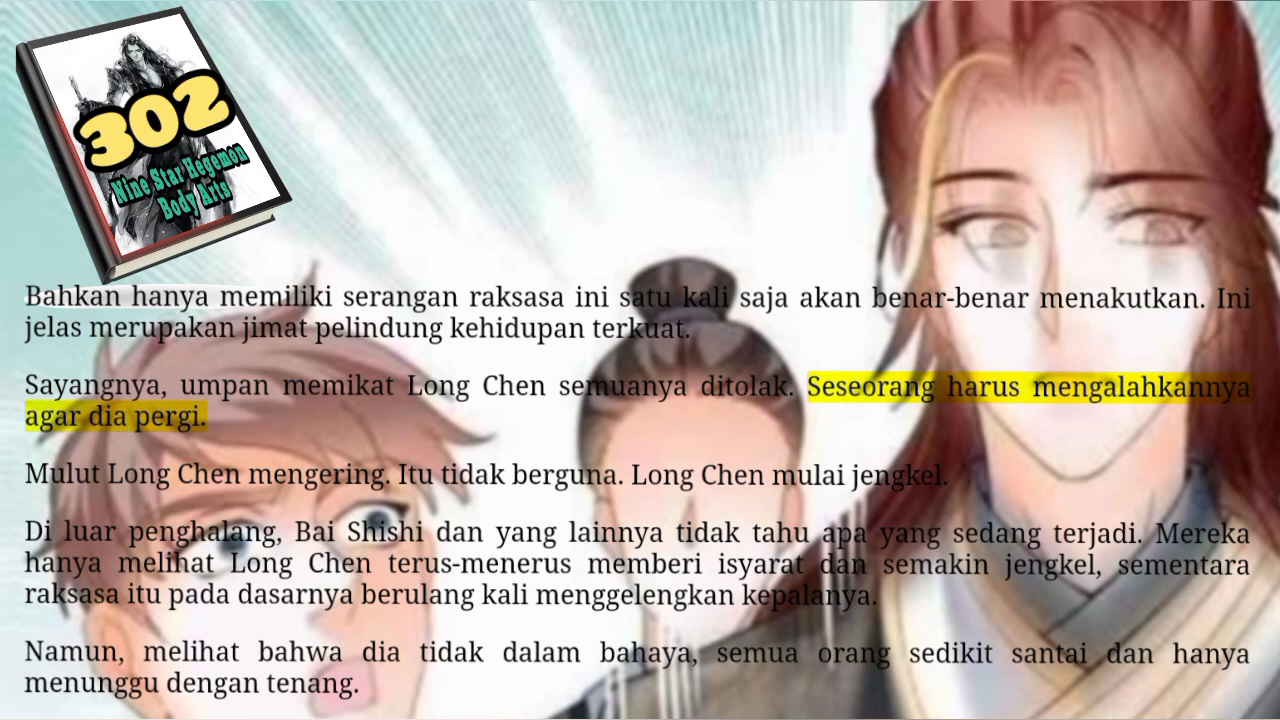 302
Nine Star Hegemon
Body Arts
Bahkan hanya memiliki serangan raksasa ini satu kali saja akan benar-benar menakutkan. Ini
jelas merupakan jimat pelindung kehidupan terkuat.
Sayangnya, umpan memikat Long Chen semuanya ditolak. Seseorang harus mengalahkannya
agar dia pergi.
Mulut Long Chen mengering. Itu tidak berguna. Long Chen mulai jengkel.
Di luar penghalang, Bai Shishi dan yang lainnya tidak tahu apa yang sedang terjadi. Mereka
hanya melihat Long Chen terus-menerus memberi isyarat dan semakin jengkel, sementara
raksasa itu pada dasarnya berulang kali menggelengkan kepalanya.
Namun, melihat bahwa dia tidak dalam bahaya, semua orang sedikit santai dan hanya
menunggu dengan tenang.